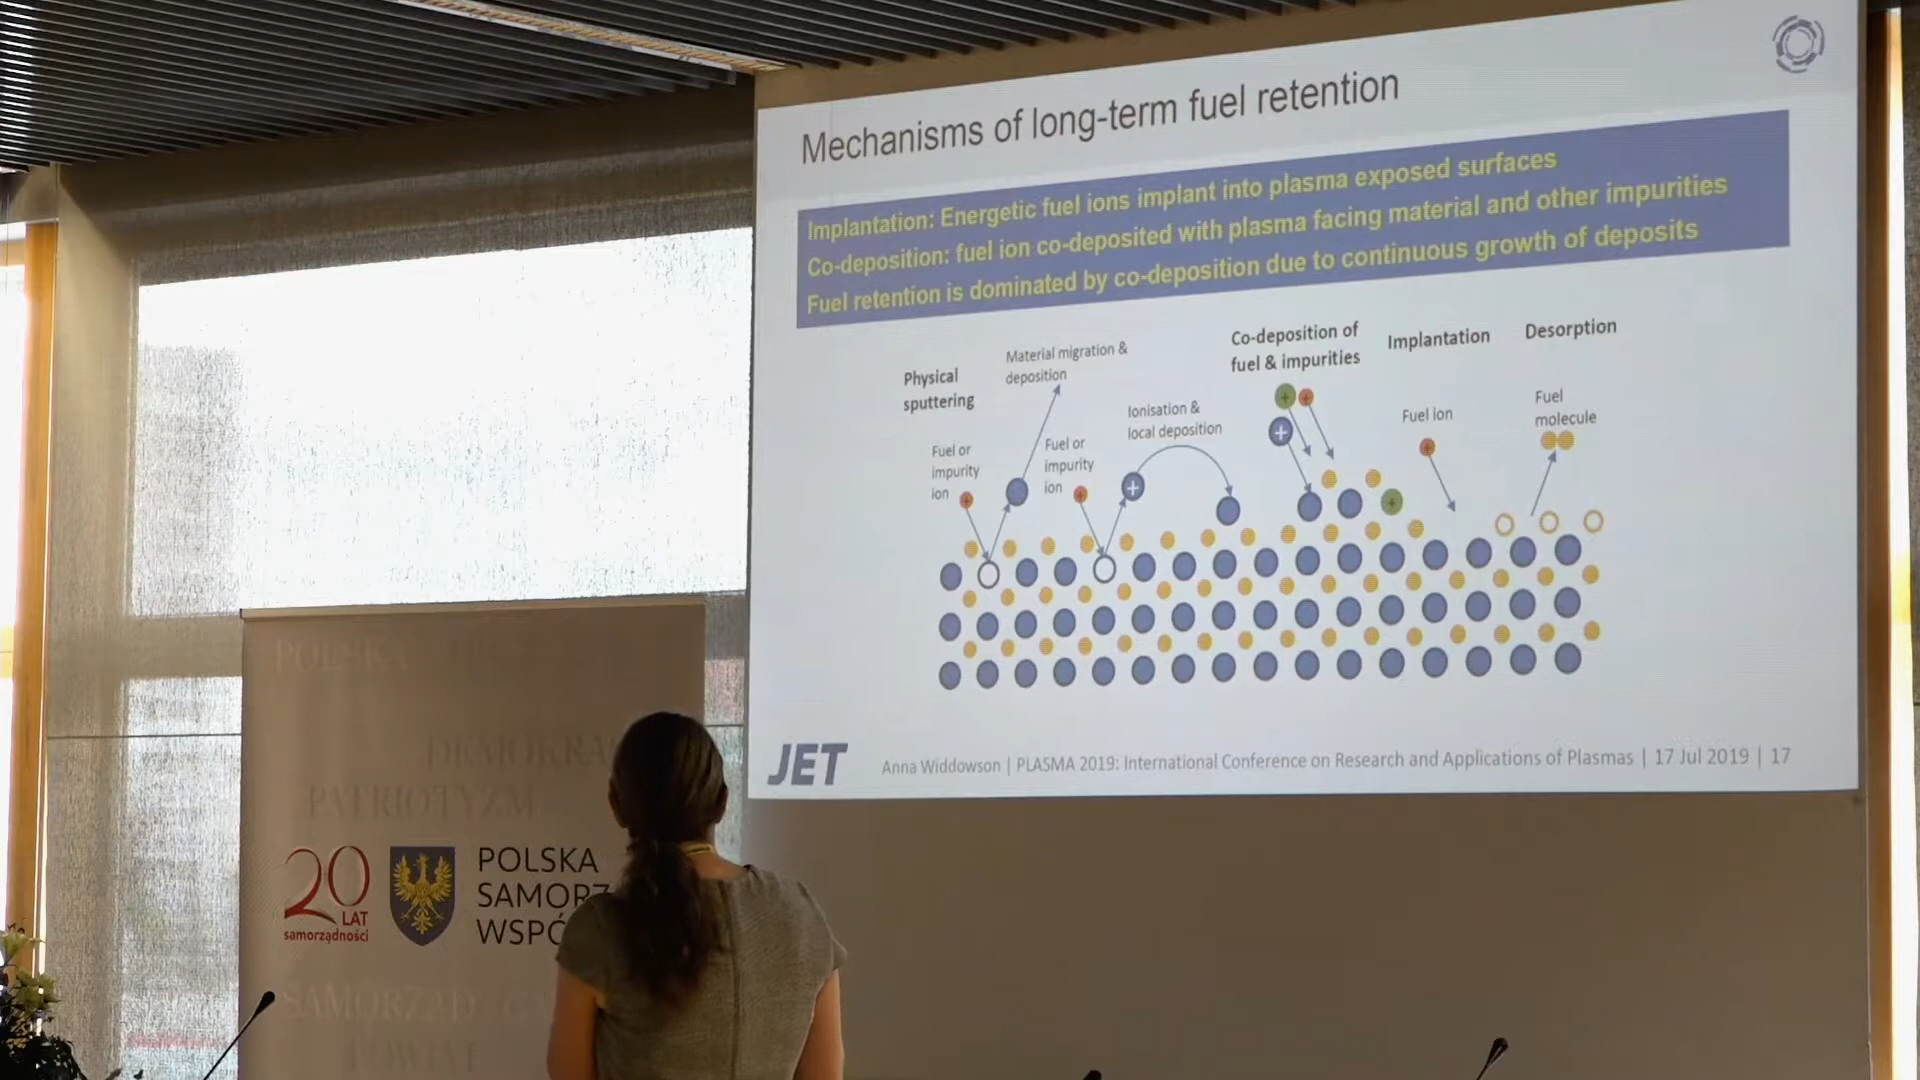 Mechanisms of long-term fuel retention
Implantation: Energetic fuel ions implant into plasma exposed surfaces
Co-deposition: fuel ion co-deposited with plasma facing material and other impurities
Fuel retention is dominated by co-deposition due to continuous growth of deposits
Physical
sputtering
Material migration &
deposition
Fuel or
impurity
ion
Fuel or
impurity
ion
Ionisation &
local deposition
Co-deposition of
fuel & impurities
Implantation
Fuel ion
Desorption
Fuel
molecule
JET
Anna Widdowson | PLASMA 2019: International Conference on Research and Applications of Plasmas | 17 Jul 2019 | 17
POLSKA
PATRIOTYZM
20
LAT
samorządności
POLSKA
SAMORZ
WSPÓ
POWIAT